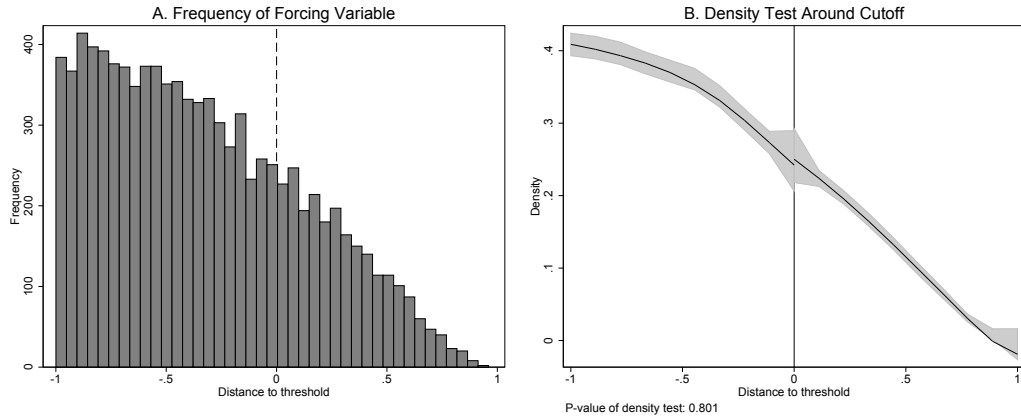 A. Frequency of Forcing Variable
Frequency
400
300
200
100
0
-1 -.5 0 .5 1
Distance to threshold
B. Density Test Around Cutoff
Density
.4
.3
.2
.1
0
-1 -.5 0 .5 1
Distance to threshold
P-value of density test: 0.801